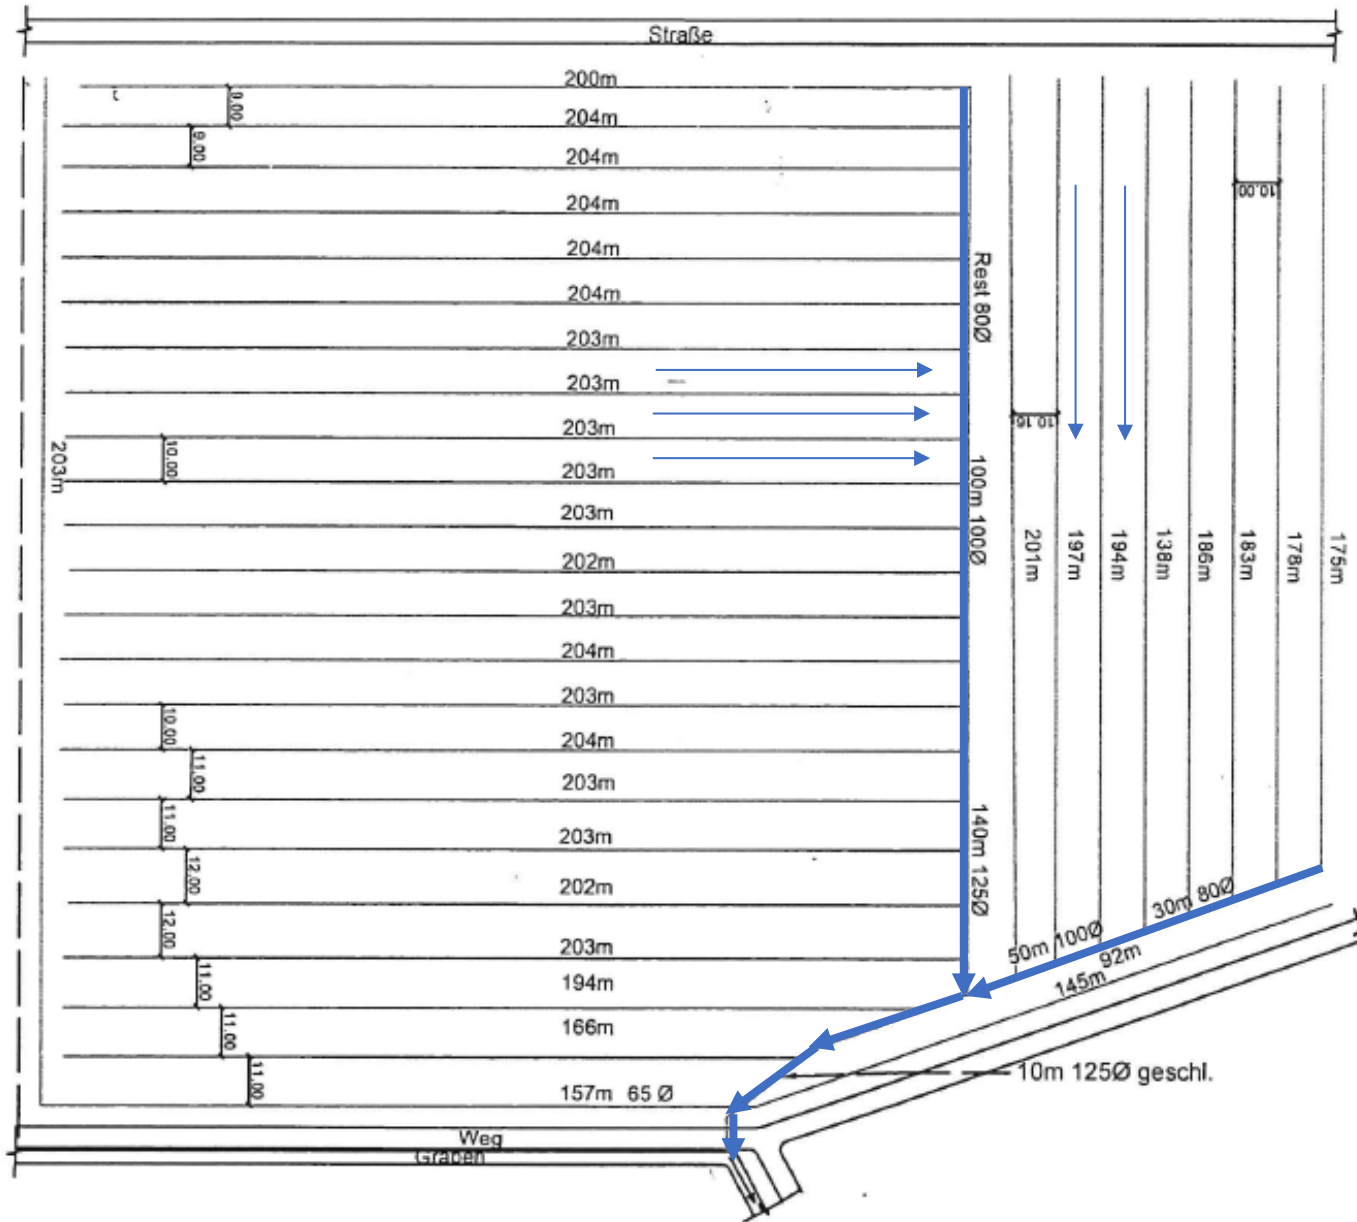 Straße
200m
9.00
204m
9.00
204m
204m
10.00
204m
204m
Rest 80Ø
203m
203m
10.16
203m
203m
10.00
203m
100m 100Ø
203m
201m
197m
194m
138m
186m
183m
178m
175m
202m
203m
204m
203m
10.00
204m
11.00
203m
11.00
203m
140m 125Ø
12.00
202m
30m 80Ø
12.00
203m
50m 100Ø
92m
11.00
194m
145m
11.00
166m
11.00
157m 65 Ø
10m 125Ø geschl.
Weg
Graben